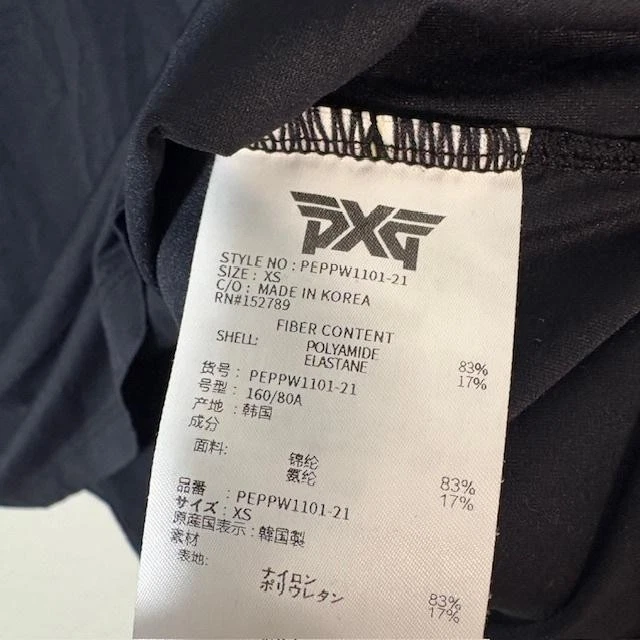 PXG
STYLE NO : PEPPW1101-21
SIZE : XS
C/O : MADE IN KOREA
RN#152789
FIBER CONTENT
SHELL: POLYAMIDE 83%
ELASTANE 17%
货号 : PEPPW1101-21
号型 : 160/80A
产地 : 韩国
成分
面料: 锦纶 83%
氨纶 17%
品番 : PEPPW1101-21
サイズ : XS
原産国表示 : 韓国製
素材
表地: ナイロン 83%
ポリウレタン 17%